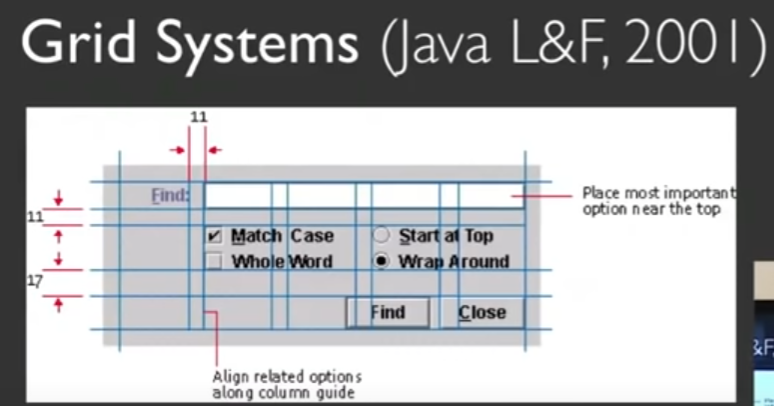 Grid Systems (Java L&F, 2001)
11
Find:
Place most important
option near the top
11
Match Case
Start at Top
17
Whole Word
Wrap Around
Find
Close
Align related options
along column guide